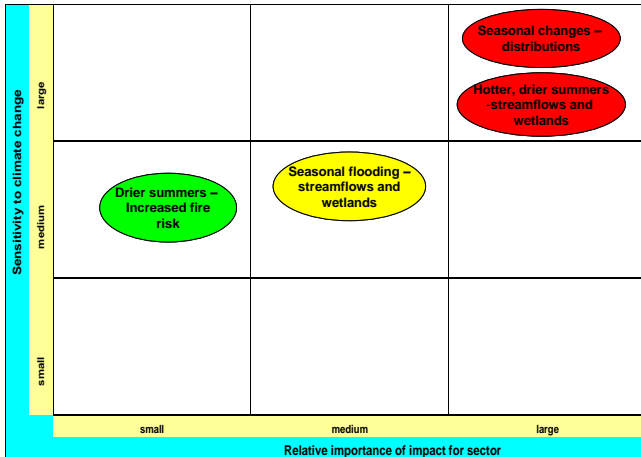 Sensitivity to climate change
large
medium
small
Seasonal changes –
distributions
Hotter, drier summers
-streamflows and
wetlands
Drier summers –
Increased fire
risk
Seasonal flooding –
streamflows and
wetlands
small
medium
large
Relative importance of impact for sector